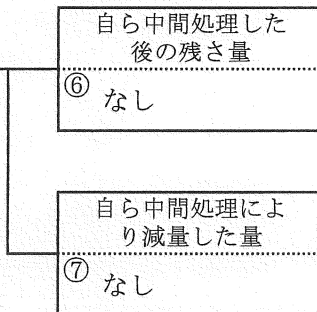 自ら中間処理した
後の残さ量
⑥
なし
自ら中間処理によ
り減量した量
⑦
なし